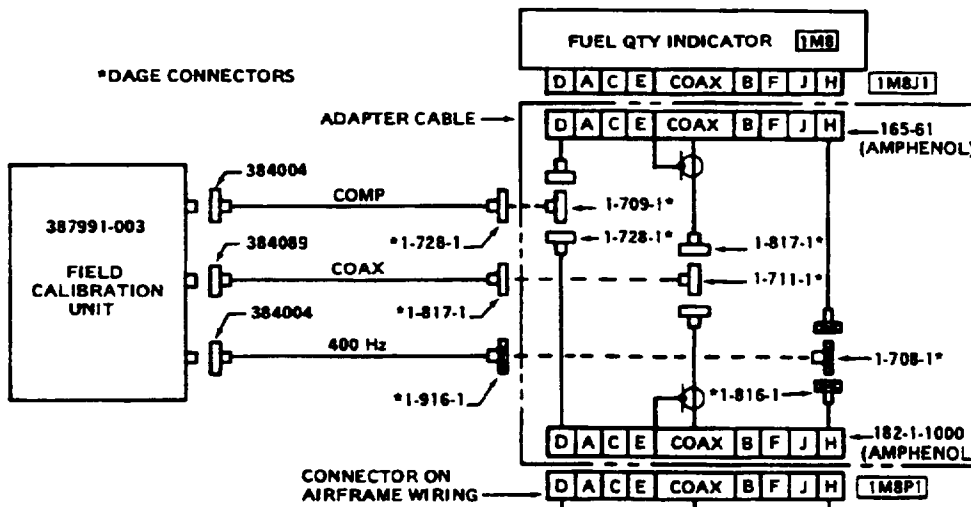 FUEL QTY INDICATOR 1M8
*DAGE CONNECTORS
D A C E COAX B F J H 1M8J1
ADAPTER CABLE
D A C E COAX B F J H
165-61
(AMPHENOL)
384004
COMP
387991-003
1-709-1*
*1-728-1
1-728-1*
1-817-1*
384089
FIELD
CALIBRATION
UNIT
COAX
1-711-1*
*1-817-1
384004
400 Hz
1-708-1*
*1-816-1
*1-916-1
D A C E COAX B F J H
182-1-1000
(AMPHENOL
CONNECTOR ON
AIRFRAME WIRING
D A C E COAX B F J H 1M8P1